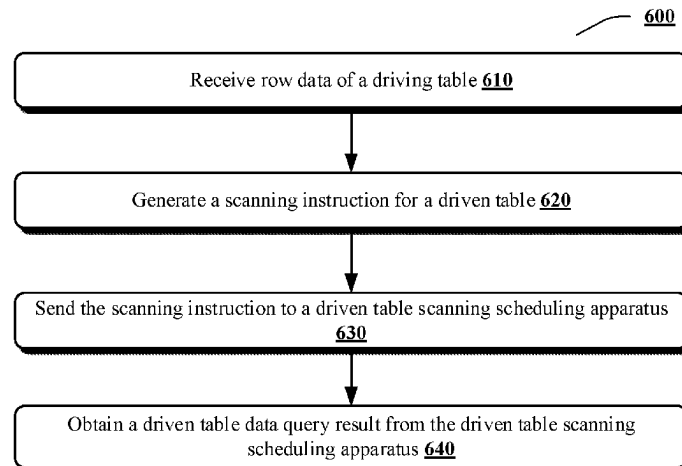 600
Receive row data of a driving table 610
Generate a scanning instruction for a driven table 620
Send the scanning instruction to a driven table scanning scheduling apparatus
630
Obtain a driven table data query result from the driven table scanning
scheduling apparatus 640